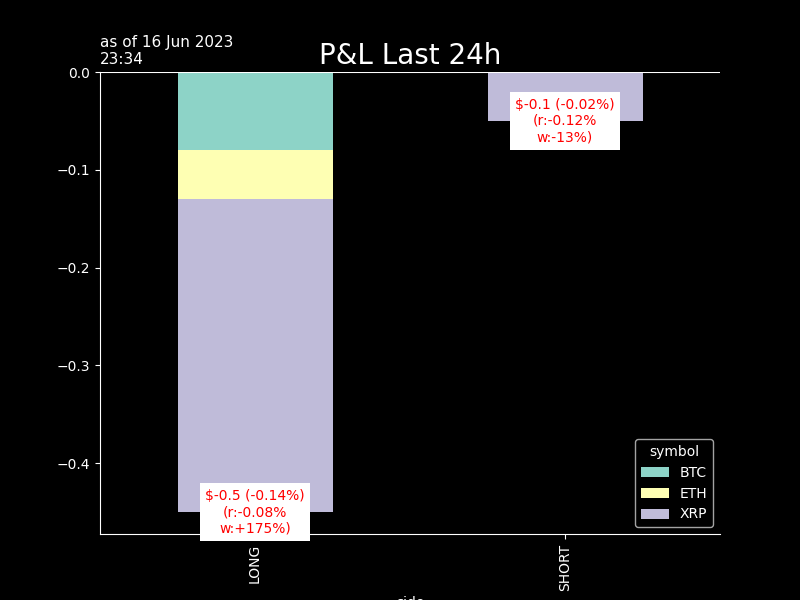 as of 16 Jun 2023
23:34
P&L Last 24h
0.0
−0.1
−0.2
−0.3
−0.4
$-0.1 (-0.02%)
(r:-0.12%
w:-13%)
$-0.5 (-0.14%)
(r:-0.08%
w:+175%)
symbol
BTC
ETH
XRP
LONG
SHORT
side